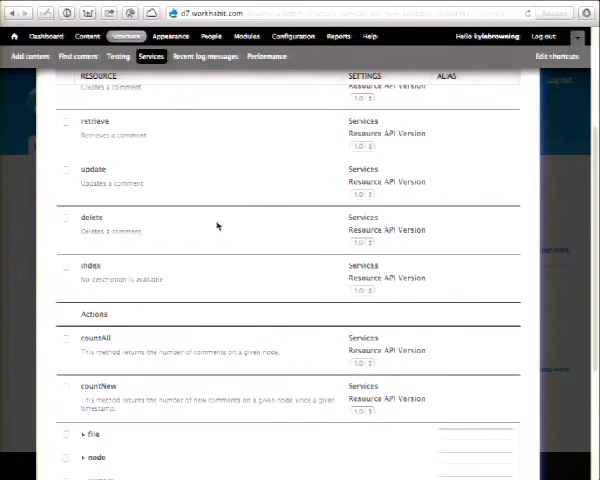 d7.workhabit.com
Reader
Dashboard Content Structure Appearance People Modules Configuration Reports Help Hello kylebrowning Log out
Add content Find content Testing Services Recent log messages Performance Edit shortcuts
Log out
RESOURCE SETTINGS ALIAS
Creates a comment
Resource API Version
1.0
retrieve
Retrieves a comment
Services
Resource API Version
1.0
update
Updates a comment
Services
Resource API Version
1.0
delete
Deletes a comment
Services
Resource API Version
1.0
index
No description is available
Services
Resource API Version
1.0
Actions
countAll
This method returns the number of comments on a given node.
Services
Resource API Version
1.0
countNew
This method returns the number of new comments on a given node since a given
timestamp.
Services
Resource API Version
1.0
file
node